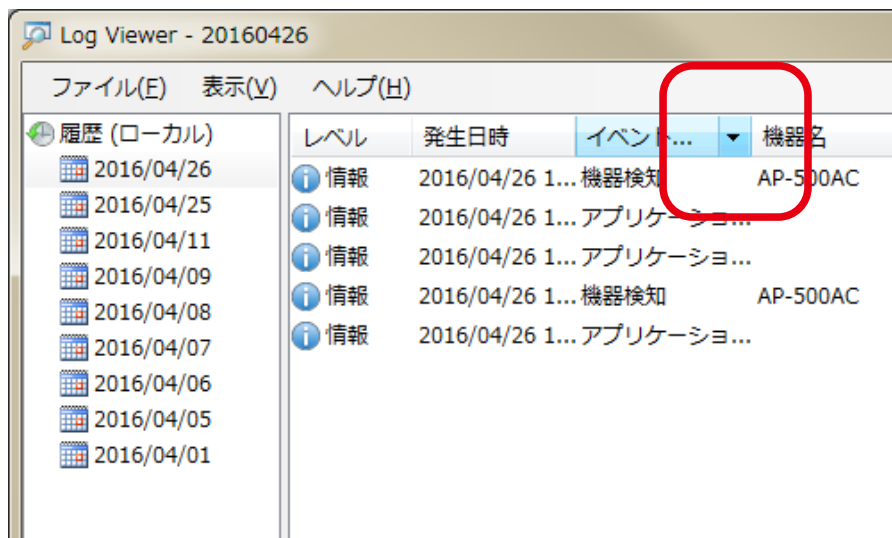 Log Viewer - 20160426
ファイル(F) 表示(V) ヘルプ(H)
履歴 (ローカル)
2016/04/26
2016/04/25
2016/04/11
2016/04/09
2016/04/08
2016/04/07
2016/04/06
2016/04/05
2016/04/01
レベル 発生日時 イベント... 機器名
情報 2016/04/26 1... 機器検知 AP-500AC
情報 2016/04/26 1... アプリケーショ...
情報 2016/04/26 1... アプリケーショ...
情報 2016/04/26 1... 機器検知 AP-500AC
情報 2016/04/26 1... アプリケーショ...